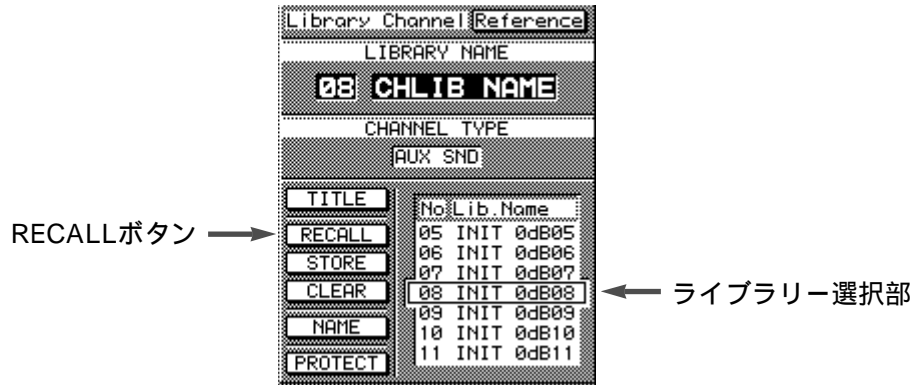 Library Channel Reference
LIBRARY NAME
08 CHLIB NAME
CHANNEL TYPE
AUX SND
TITLE
RECALLボタン
RECALL
STORE
CLEAR
NAME
PROTECT
No Lib.Name
05 INIT 0dB05
06 INIT 0dB06
07 INIT 0dB07
08 INIT 0dB08
09 INIT 0dB09
10 INIT 0dB10
11 INIT 0dB11
ライブラリー選択部